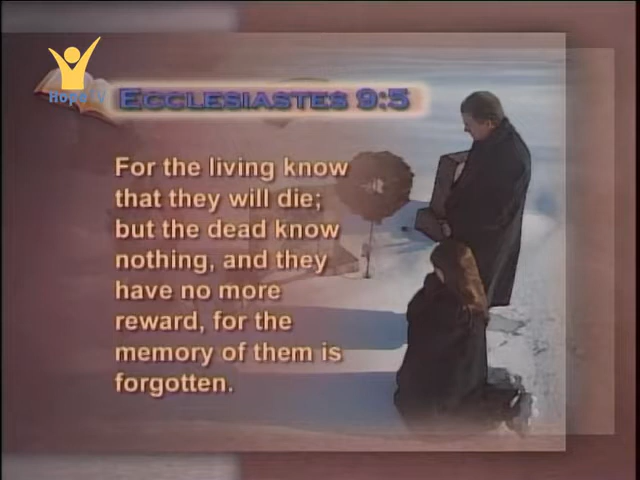 Hope TV
ECCLESIASTES 9:5
For the living know
that they will die;
but the dead know
nothing, and they
have no more
reward, for the
memory of them is
forgotten.